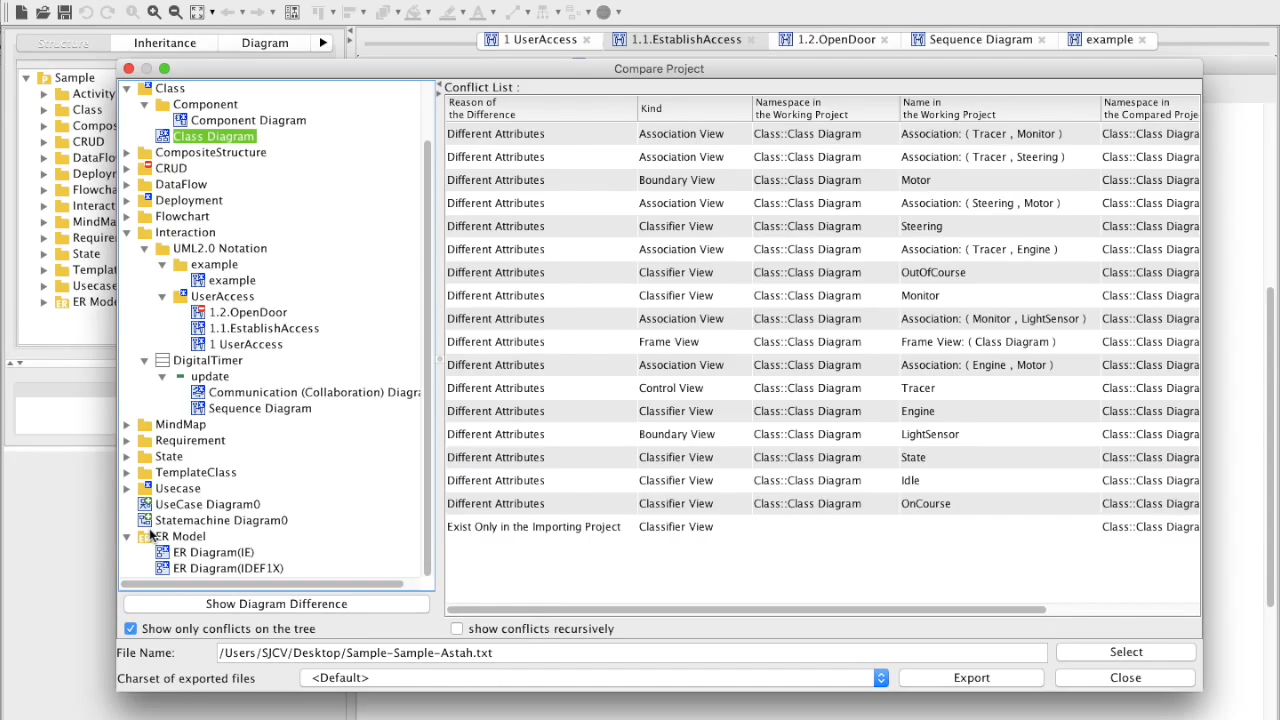 Structure Inheritance Diagram
1 UserAccess 1.1.EstablishAccess 1.2.OpenDoor Sequence Diagram example
Compare Project
Sample
Activity
Class
Compos
CRUD
DataFlo
Deploym
Flowchart
Interact
MindMap
Require
State
Templat
Usecase
ER Mod
Class
Component
Component Diagram
Class Diagram
CompositeStructure
CRUD
DataFlow
Deployment
Flowchart
Interaction
UML2.0 Notation
example
example
UserAccess
1.2.OpenDoor
1.1.EstablishAccess
1 UserAccess
DigitalTimer
update
Communication (Collaboration) Diagra
Sequence Diagram
MindMap
Requirement
State
TemplateClass
Usecase
UseCase Diagram0
Statemachine Diagram0
ER Model
ER Diagram(IE)
ER Diagram(IDEF1X)
Show Diagram Difference
Show only conflicts on the tree
Conflict List :
Reason of the Difference Kind Namespace in the Working Project Name in the Working Project Namespace in the Compared Proje
Different Attributes Association View Class::Class Diagram Association: ( Tracer , Monitor ) Class::Class Diagra
Different Attributes Association View Class::Class Diagram Association: ( Tracer , Steering ) Class::Class Diagra
Different Attributes Boundary View Class::Class Diagram Motor Class::Class Diagra
Different Attributes Association View Class::Class Diagram Association: ( Steering , Motor ) Class::Class Diagra
Different Attributes Classifier View Class::Class Diagram Steering Class::Class Diagra
Different Attributes Association View Class::Class Diagram Association: ( Tracer , Engine ) Class::Class Diagra
Different Attributes Classifier View Class::Class Diagram OutOfCourse Class::Class Diagra
Different Attributes Classifier View Class::Class Diagram Monitor Class::Class Diagra
Different Attributes Association View Class::Class Diagram Association: ( Monitor , LightSensor ) Class::Class Diagra
Different Attributes Frame View Class::Class Diagram Frame View: ( Class Diagram ) Class::Class Diagra
Different Attributes Association View Class::Class Diagram Association: ( Engine , Motor ) Class::Class Diagra
Different Attributes Control View Class::Class Diagram Tracer Class::Class Diagra
Different Attributes Classifier View Class::Class Diagram Engine Class::Class Diagra
Different Attributes Boundary View Class::Class Diagram LightSensor Class::Class Diagra
Different Attributes Classifier View Class::Class Diagram State Class::Class Diagra
Different Attributes Classifier View Class::Class Diagram Idle Class::Class Diagra
Different Attributes Classifier View Class::Class Diagram OnCourse Class::Class Diagra
Exist Only in the Importing Project Classifier View Class::Class Diagra
show conflicts recursively
File Name: /Users/SJCV/Desktop/Sample-Sample-Astah.txt Select
Charset of exported files <Default> Export Close